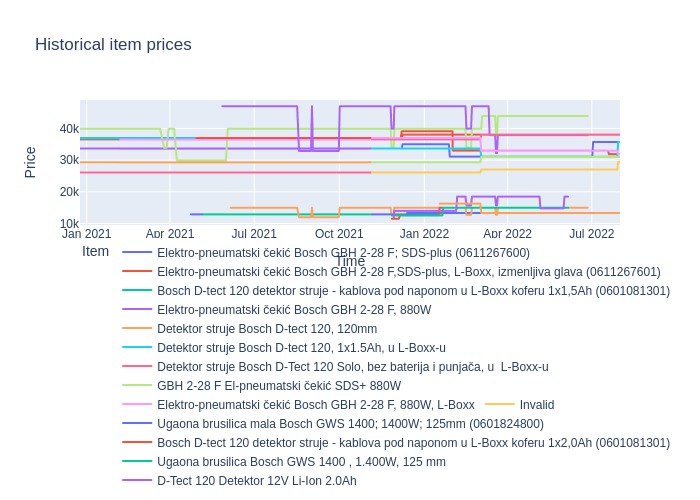 Historical item prices
Price
40k
30k
20k
10k
Jan 2021 Apr 2021 Jul 2021 Oct 2021 Jan 2022 Apr 2022 Jul 2022
Time
Item
Elektro-pneumatski čekić Bosch GBH 2-28 F; SDS-plus (0611267600)
Elektro-pneumatski čekić Bosch GBH 2-28 F,SDS-plus, L-Boxx, izmenljiva glava (0611267601)
Bosch D-tect 120 detektor struje - kablova pod naponom u L-Boxx koferu 1x1,5Ah (0601081301)
Elektro-pneumatski čekić Bosch GBH 2-28 F, 880W
Detektor struje Bosch D-tect 120, 120mm
Detektor struje Bosch D-tect 120, 1x1.5Ah, u L-Boxx-u
Detektor struje Bosch D-Tect 120 Solo, bez baterija i punjača, u L-Boxx-u
GBH 2-28 F El-pneumatski čekić SDS+ 880W
Elektro-pneumatski čekić Bosch GBH 2-28 F, 880W, L-Boxx Invalid
Ugaona brusilica mala Bosch GWS 1400; 1400W; 125mm (0601824800)
Bosch D-tect 120 detektor struje - kablova pod naponom u L-Boxx koferu 1x2,0Ah (0601081301)
Ugaona brusilica Bosch GWS 1400 , 1.400W, 125 mm
D-Tect 120 Detektor 12V Li-Ion 2.0Ah